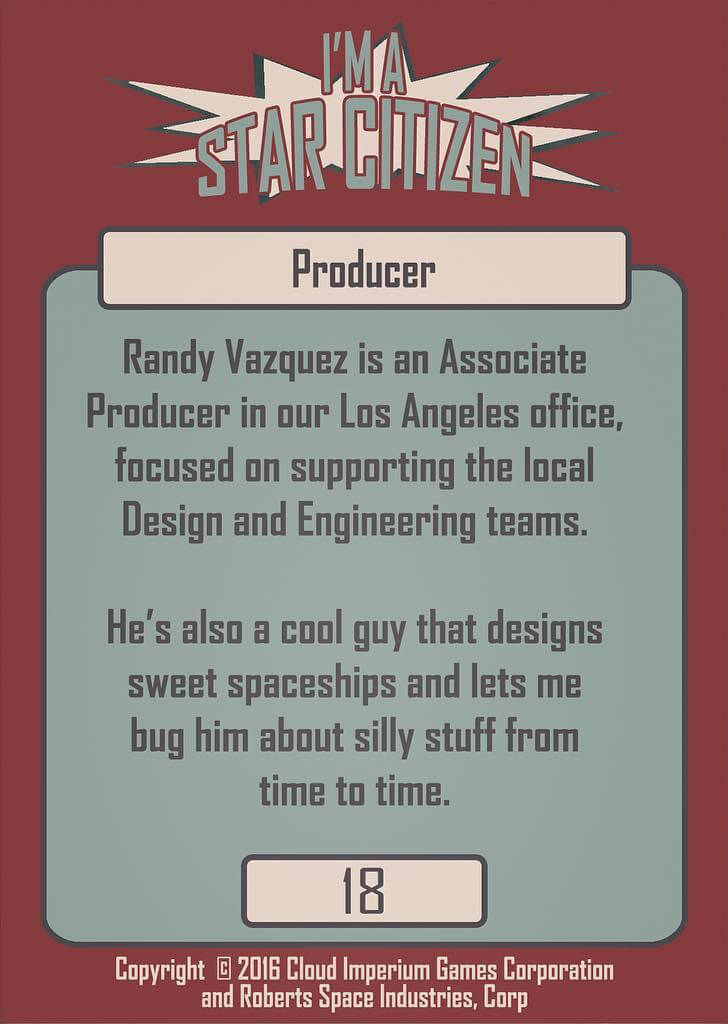 I'M A
STAR CITIZEN
Producer
Randy Vazquez is an Associate
Producer in our Los Angeles office,
focused on supporting the local
Design and Engineering teams.
He's also a cool guy that designs
sweet spaceships and lets me
bug him about silly stuff from
time to time.
18
Copyright © 2016 Cloud Imperium Games Corporation
and Roberts Space Industries, Corp